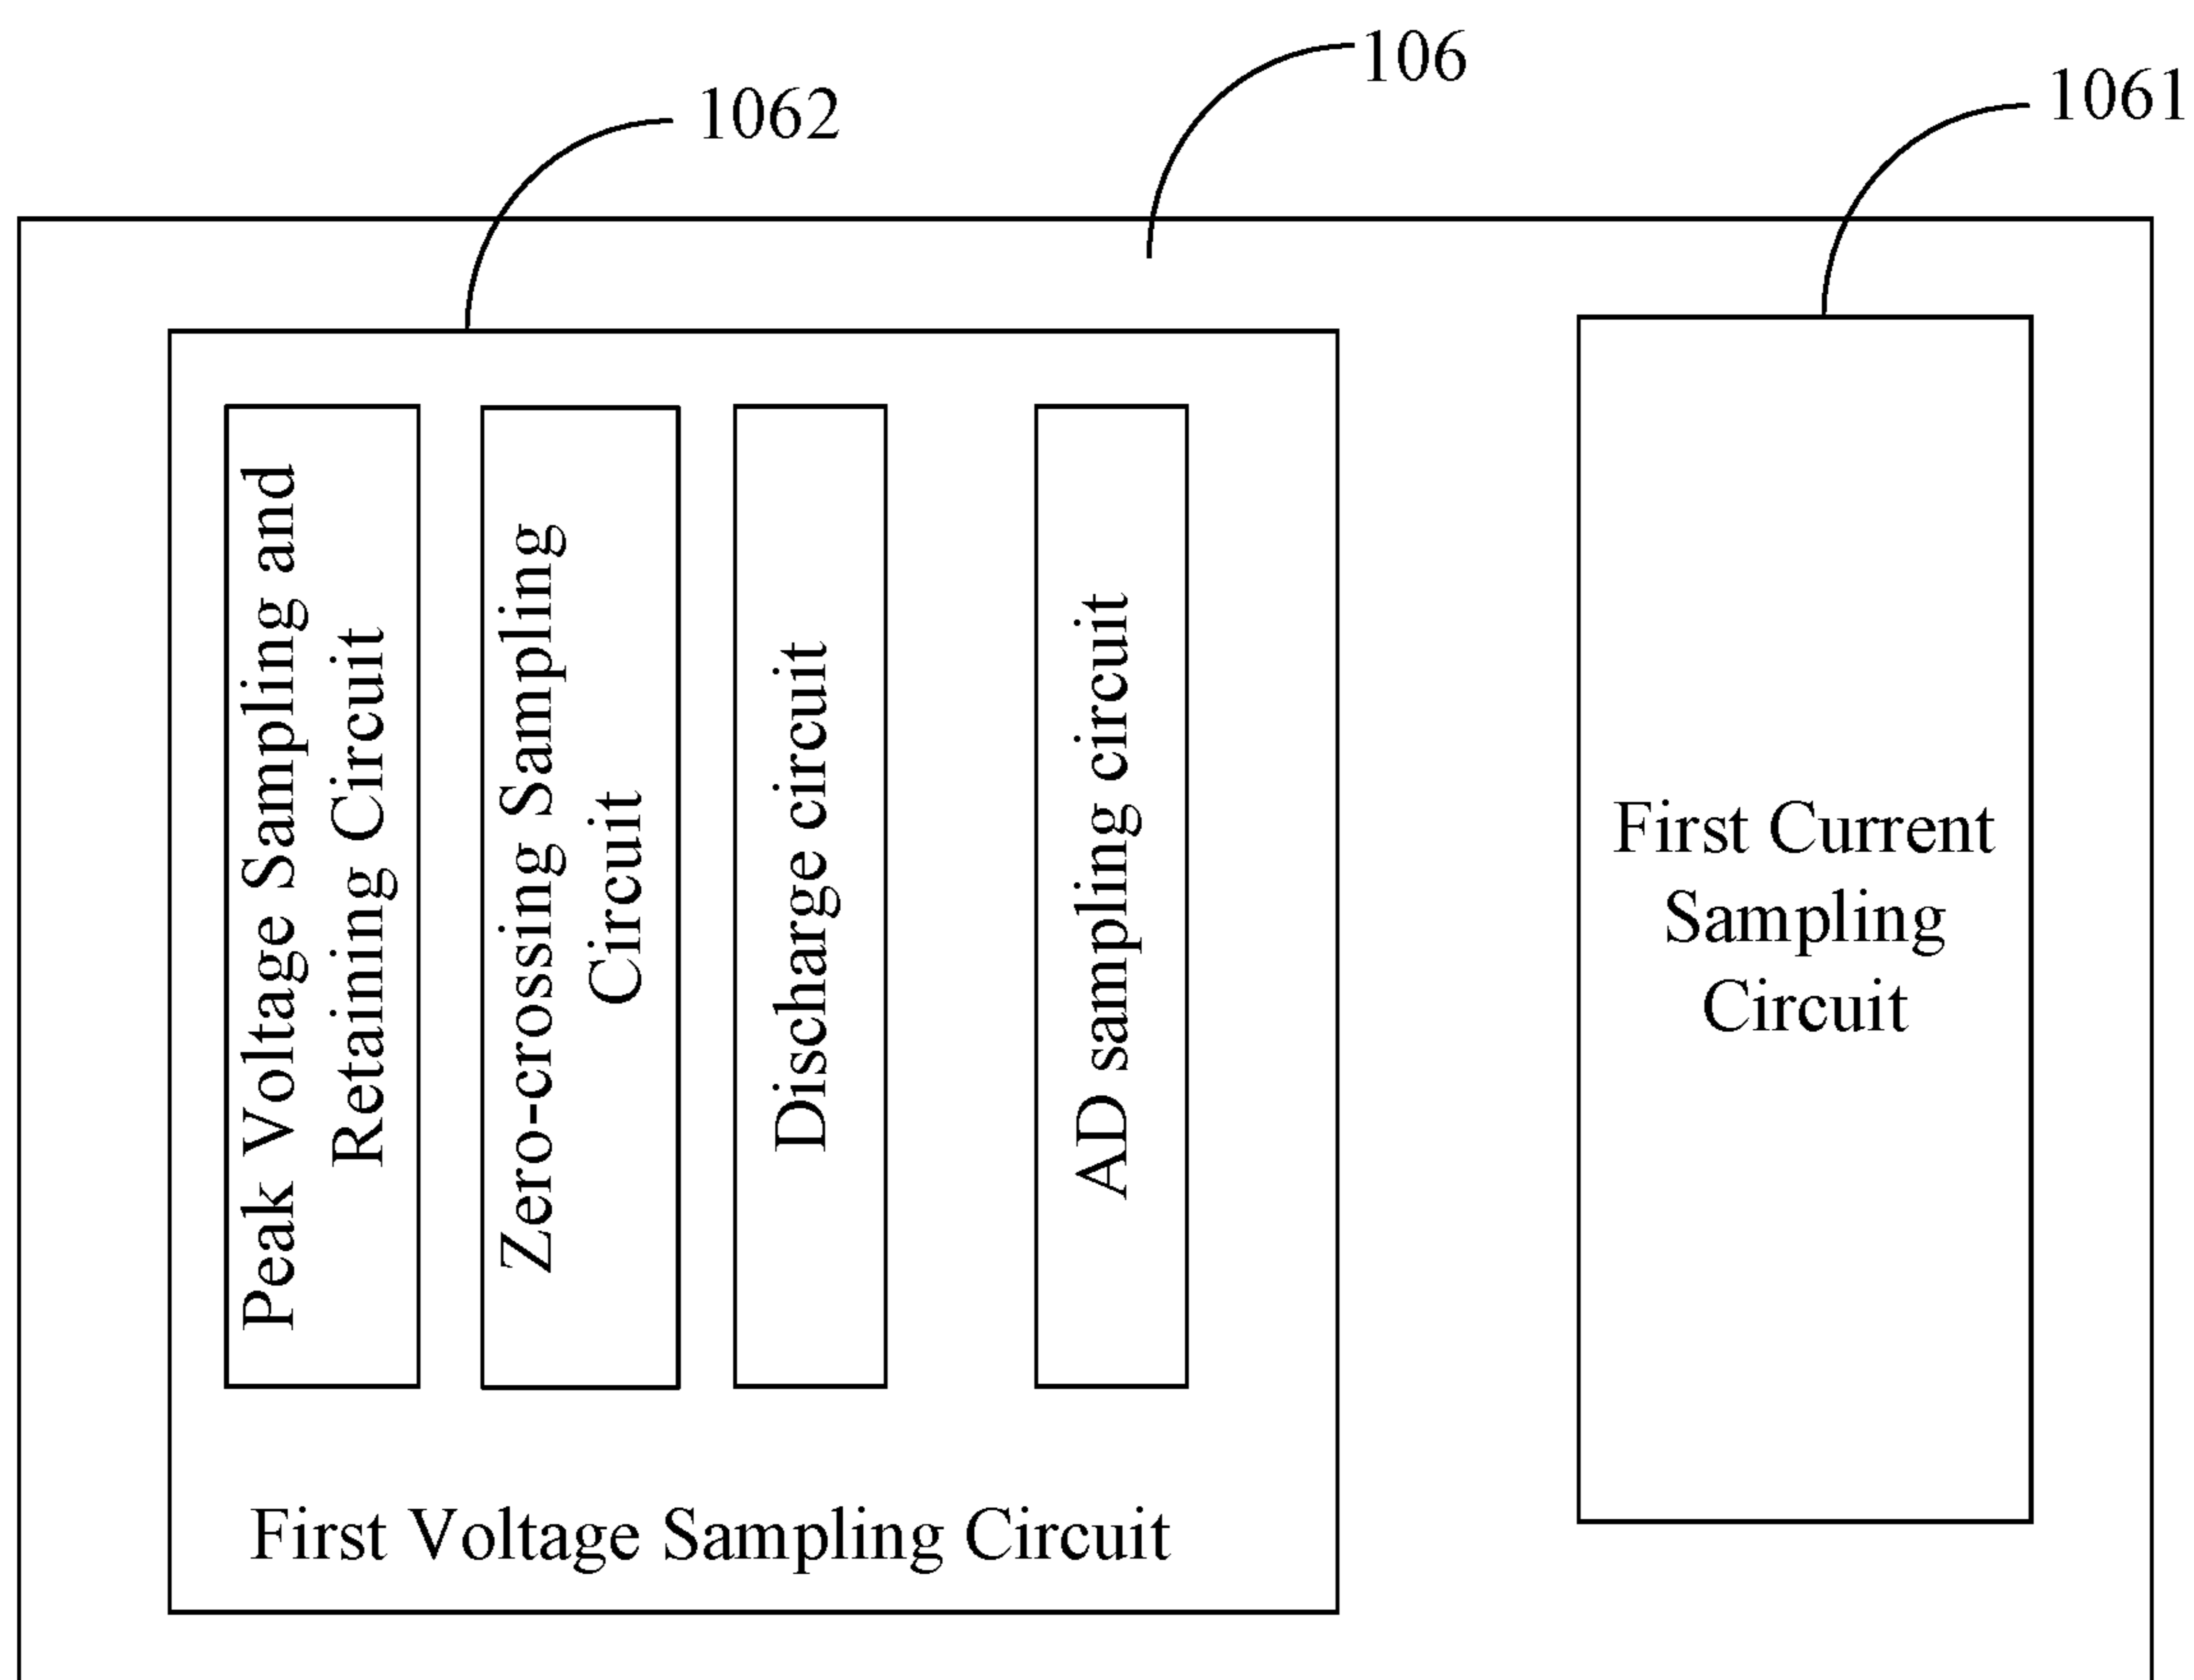 106
1062
1061
Peak Voltage Sampling and
Retaining Circuit
Zero-crossing Sampling
Circuit
Discharge circuit
AD sampling circuit
First Current
Sampling
Circuit
First Voltage Sampling Circuit